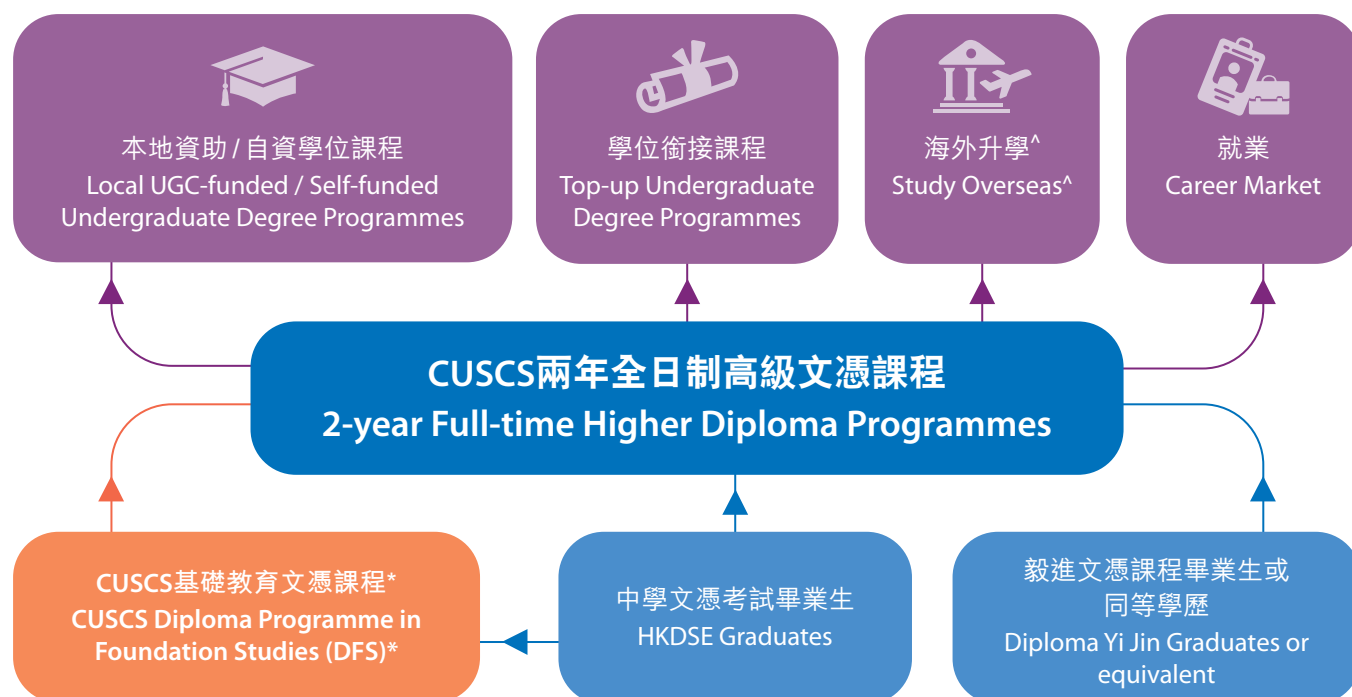 本地資助 / 自資學位課程
Local UGC-funded / Self-funded
Undergraduate Degree Programmes
學位銜接課程
Top-up Undergraduate
Degree Programmes
海外升學^
Study Overseas^
就業
Career Market
CUSCS兩年全日制高級文憑課程
2-year Full-time Higher Diploma Programmes
CUSCS基礎教育文憑課程*
CUSCS Diploma Programme in
Foundation Studies (DFS)*
中學文憑考試畢業生
HKDSE Graduates
毅進文憑課程畢業生或
同等學歷
Diploma Yi Jin Graduates or
equivalent